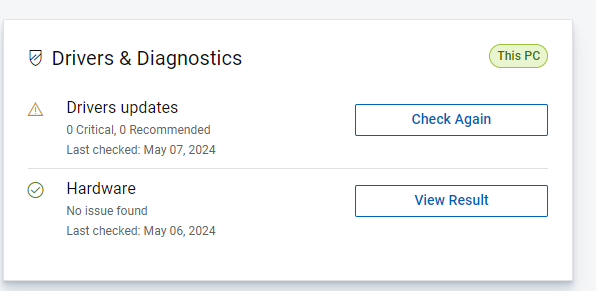 Drivers & Diagnostics
This PC
Drivers updates
0 Critical, 0 Recommended
Last checked: May 07, 2024
Check Again
Hardware
No issue found
Last checked: May 06, 2024
View Result